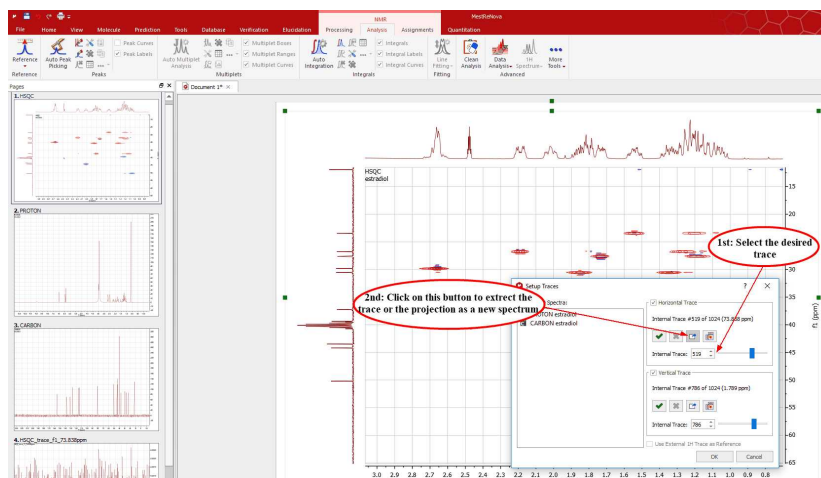 NMR
MestReNova
File Home View Molecule Prediction Tools Database Verification Elucidation Processing Analysis Assignments Quantitation
Reference
Auto Peak Picking
Peak Curves
Peak Labels
Auto Multiplet Analysis
Multiplet Boxes
Multiplet Ranges
Multiplet Curves
Auto Integration
Integrals
Integral Labels
Integral Curves
Line Fitting
Clean Analysis
Data Analysis
1H Spectrum
More Tools
Reference Peaks Multiplets Integrals Fitting Advanced
Pages
Document 1*
1. HSQC
2. PROTON
3. CARBON
4. HSQC_trace_f1_73.838ppm
HSQC
estradiol
1st: Select the desired
trace
2nd: Click on this button to extrect the
trace or the projection as a new spectrum
Setup Traces
Spectra:
PROTON estradiol
CARBON estradiol
Horizontal Trace
Internal Trace #519 of 1024 (73.838 ppm)
Internal Trace: 519
Vertical Trace
Internal Trace #786 of 1024 (1.789 ppm)
Internal Trace: 786
Use External 1H Trace as Reference
OK Cancel
15
20
30
35
40
45
50
55
60
65
f1 (ppm)
3.0 2.9 2.8 2.7 2.6 2.5 2.4 2.3 2.2 2.1 2.0 1.9 1.8 1.7 1.6 1.5 1.4 1.3 1.2 1.1 1.0 0.9 0.8